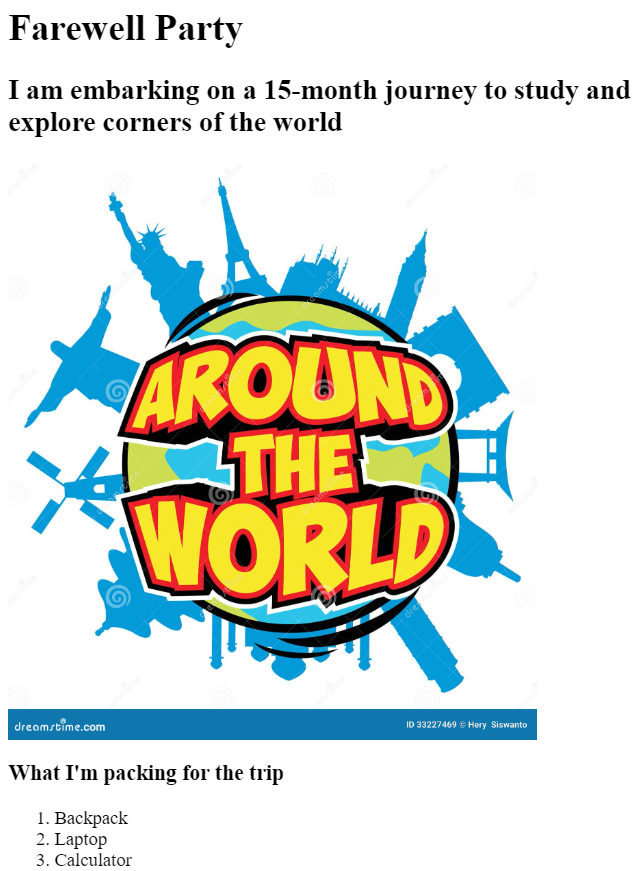 Farewell Party
I am embarking on a 15-month journey to study and
explore corners of the world
AROUND
THE
WORLD
dreamstime.com
ID 33227469 © Hery Siswanto
What I'm packing for the trip
1. Backpack
2. Laptop
3. Calculator